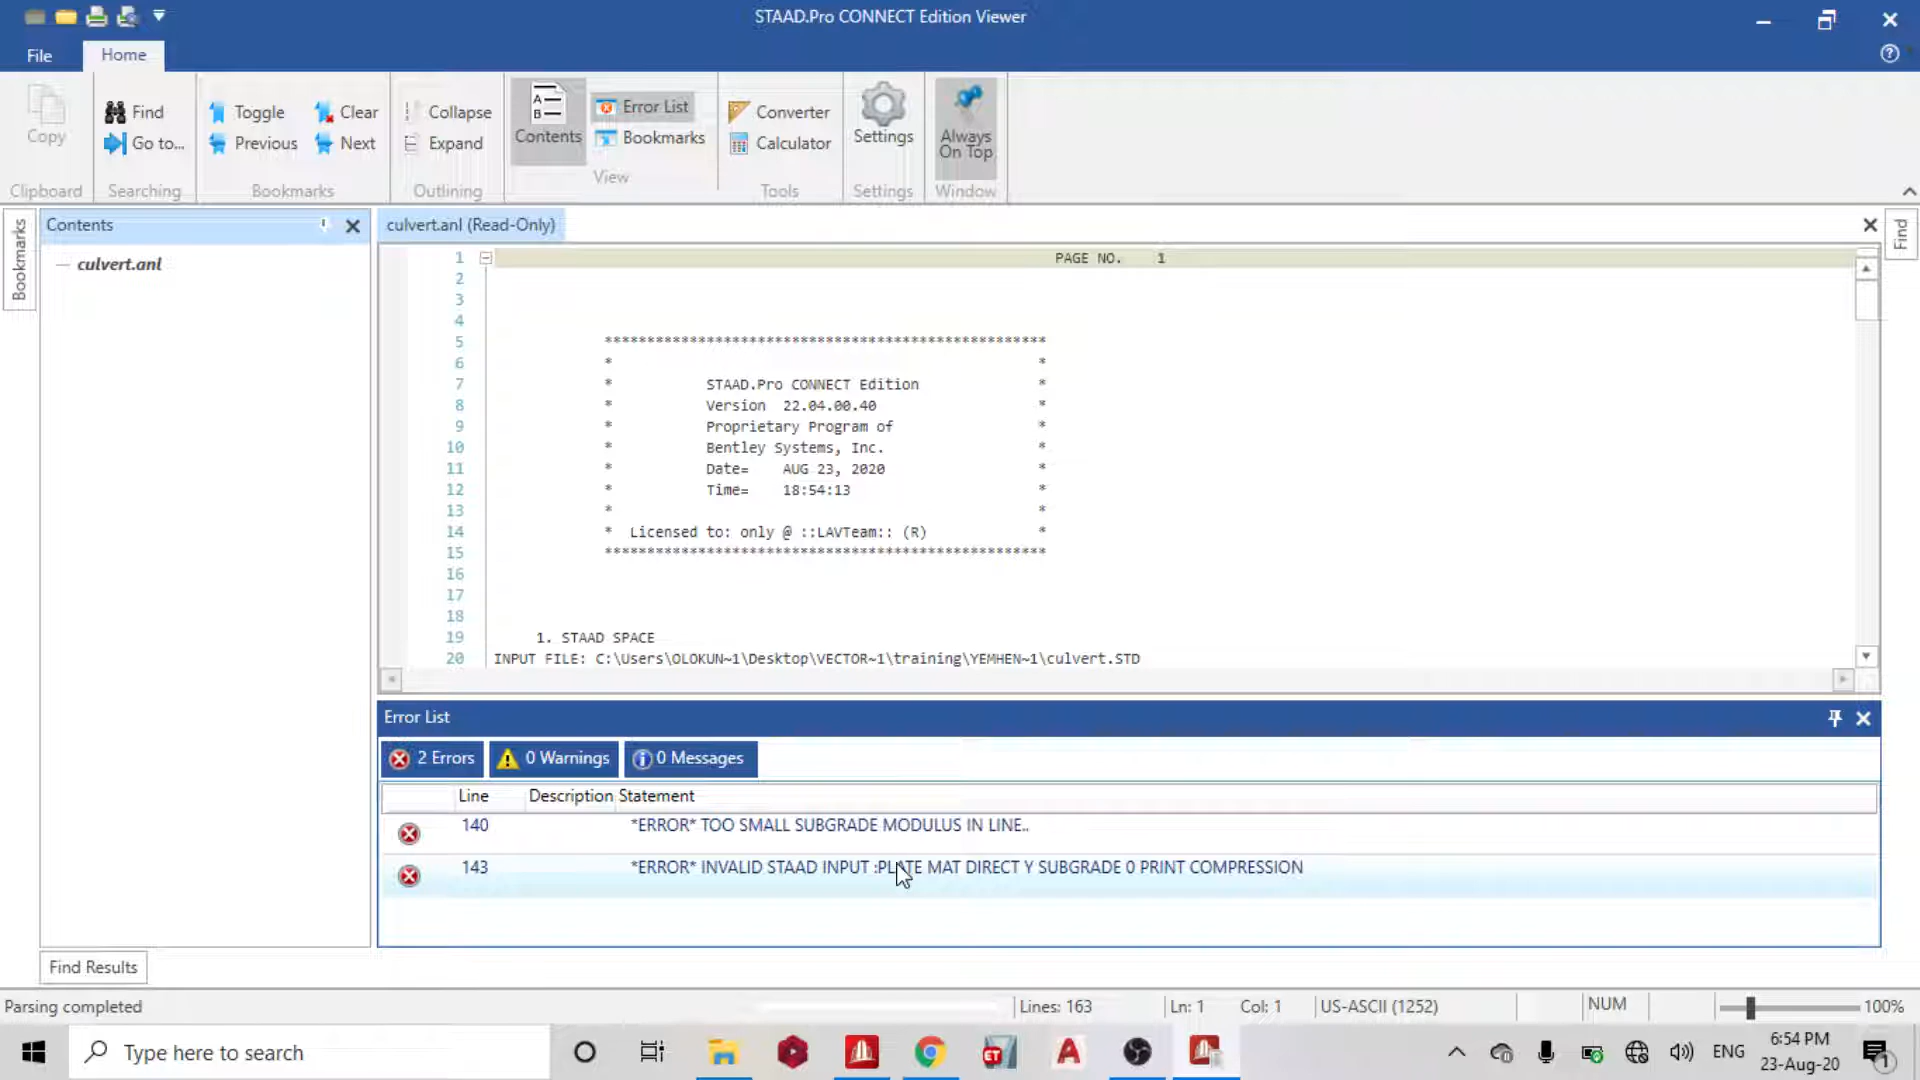 STAAD.Pro CONNECT Edition Viewer
File
Home
Copy
Find
Go to...
Toggle
Previous
Clear
Next
Collapse
Expand
Contents
Error List
Bookmarks
Converter
Calculator
Settings
Always
On Top
Clipboard
Searching
Bookmarks
Outlining
View
Tools
Settings
Window
Bookmarks
Contents
culvert.anl
culvert.anl (Read-Only)
Find
1 PAGE NO. 1
2
3
4
5 ****************************************************
6 * *
7 * STAAD.Pro CONNECT Edition *
8 * Version 22.04.00.40 *
9 * Proprietary Program of *
10 * Bentley Systems, Inc. *
11 * Date= AUG 23, 2020 *
12 * Time= 18:54:13 *
13 * *
14 * Licensed to: only @ ::LAVTeam:: (R) *
15 ****************************************************
16
17
18
19 1. STAAD SPACE
20 INPUT FILE: C:\Users\OLOKUN~1\Desktop\VECTOR~1\training\YEMHEN~1\culvert.STD
Error List
2 Errors
0 Warnings
0 Messages
Line Description Statement
140 *ERROR* TOO SMALL SUBGRADE MODULUS IN LINE..
143 *ERROR* INVALID STAAD INPUT :PLATE MAT DIRECT Y SUBGRADE 0 PRINT COMPRESSION
Find Results
Parsing completed
Lines: 163
Ln: 1
Col: 1
US-ASCII (1252)
NUM
100%
Type here to search
ET
ENG
6:54 PM
23-Aug-20
1